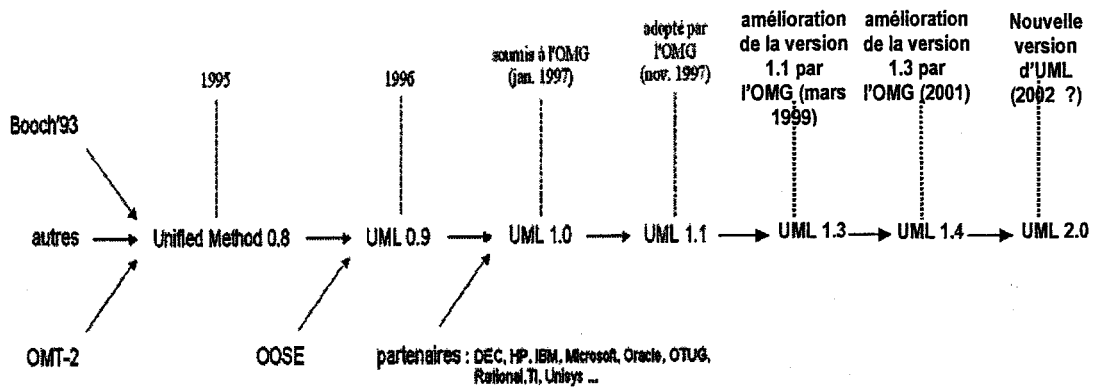 1995
1996
soumis à l'OMG
(jan. 1997)
adopté par
l'OMG
(nov. 1997)
amélioration
de la version
1.1 par
l'OMG (mars
1999)
amélioration
de la version
1.3 par
l'OMG (2001)
Nouvelle
version
d'UML
(2002 ?)
Booch'93
autres
Unified Method 0.8
UML 0.9
UML 1.0
UML 1.1
UML 1.3
UML 1.4
UML 2.0
OMT-2
OOSE
partenaires : DEC, HP, IBM, Microsoft, Oracle, OTUG,
Rational,TI, Unisys ...